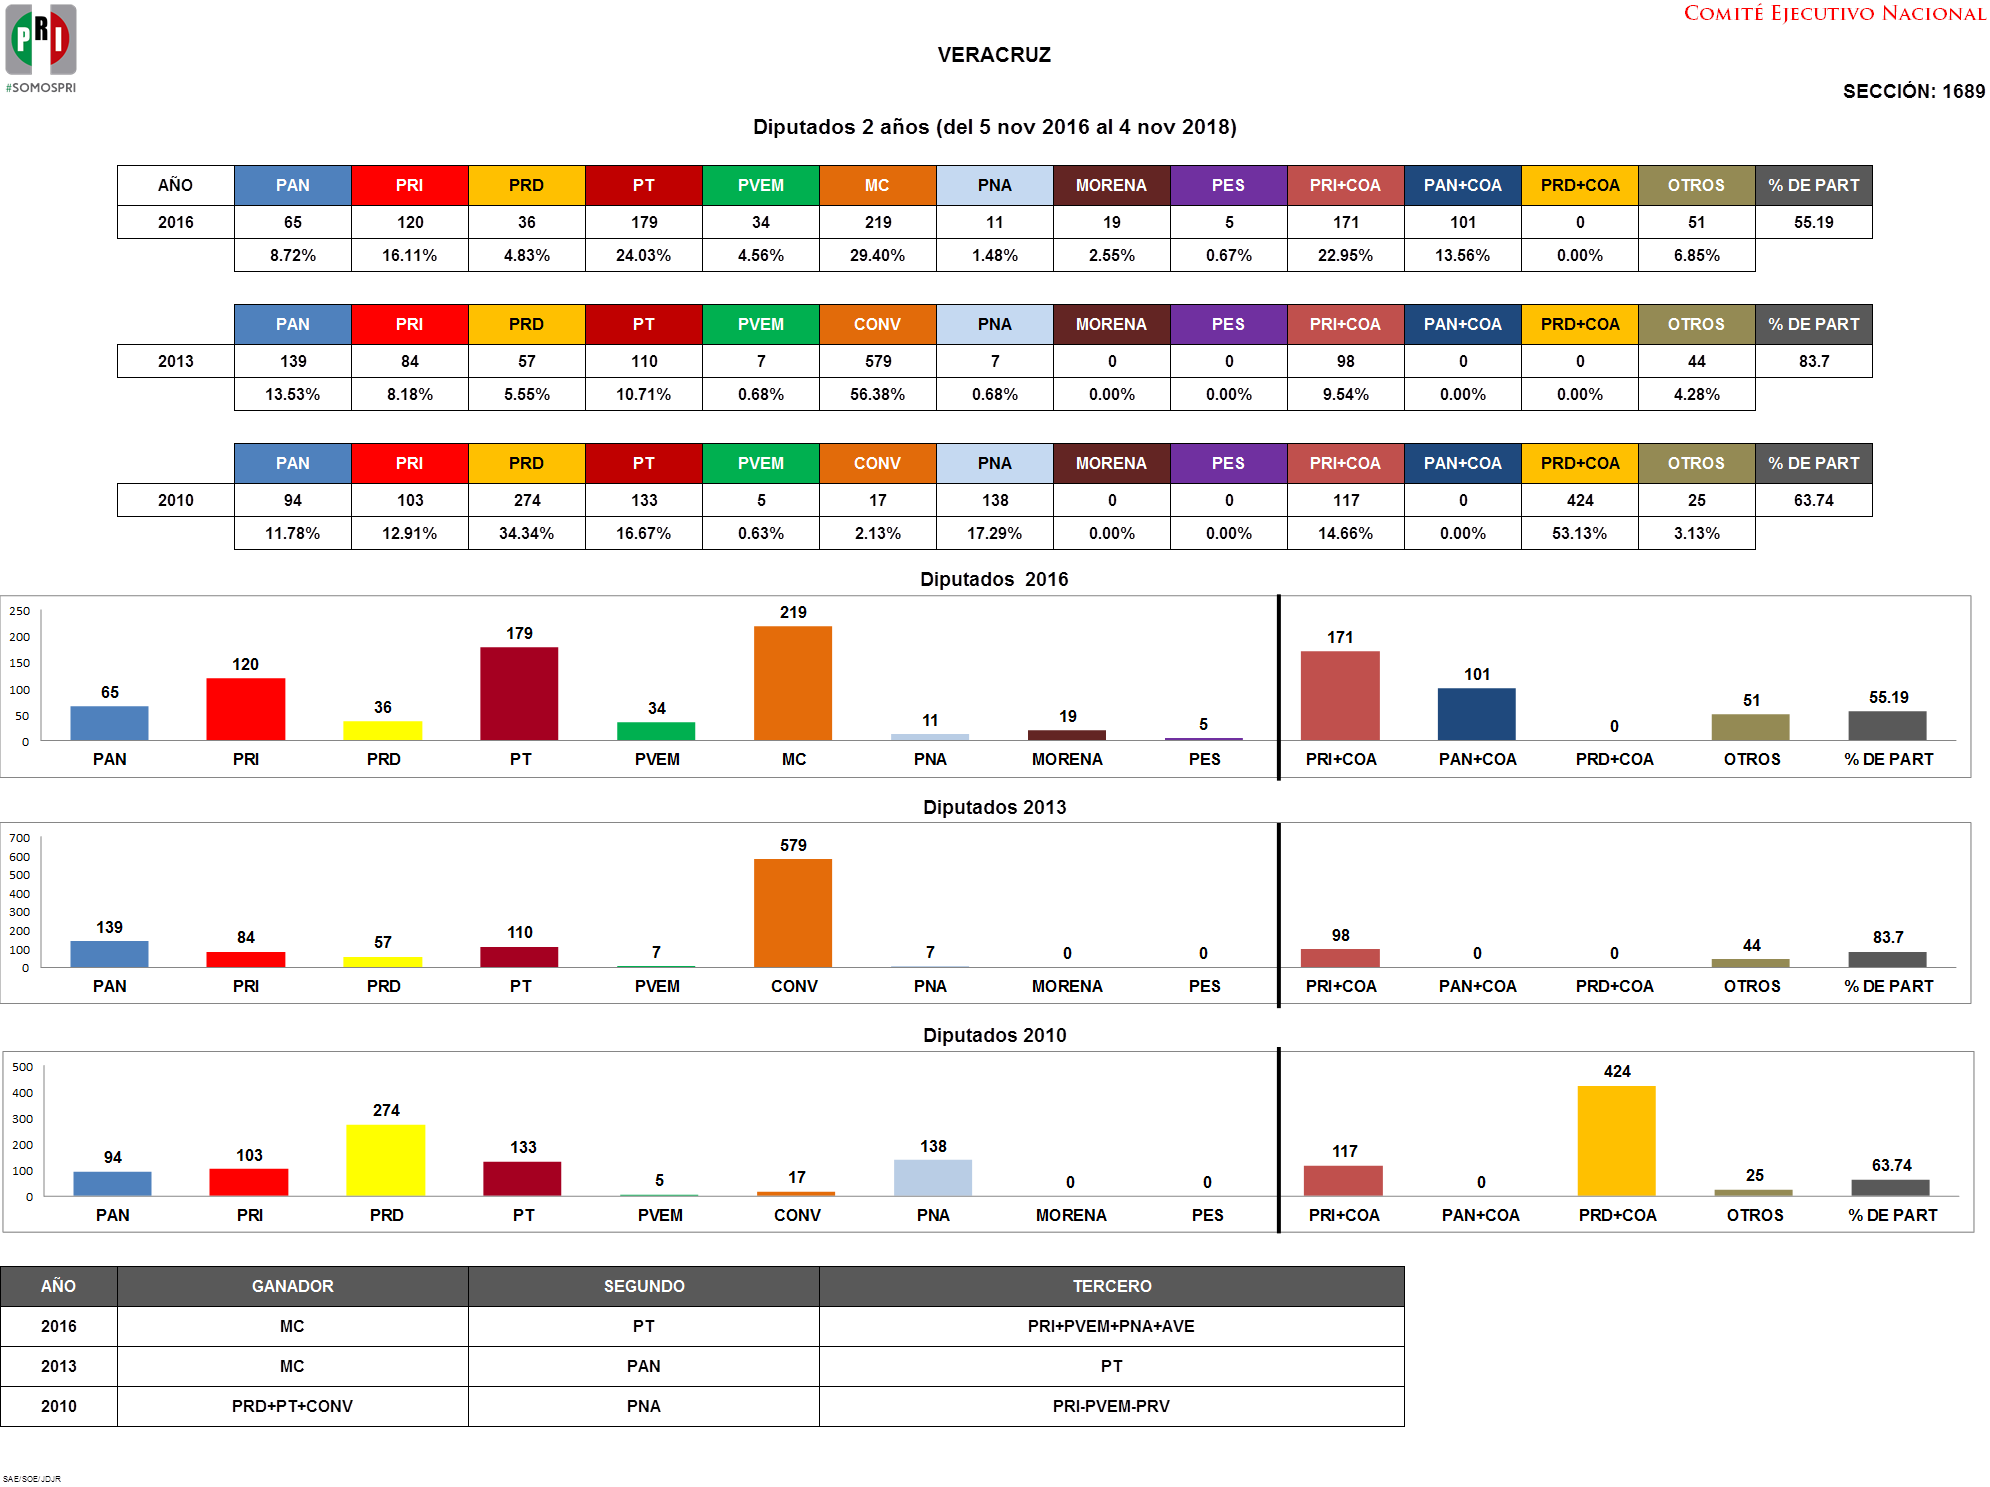 PRI
#SOMOSPRI
COMITÉ EJECUTIVO NACIONAL
VERACRUZ
SECCIÓN: 1689
Diputados 2 años (del 5 nov 2016 al 4 nov 2018)
AÑO PAN PRI PRD PT PVEM MC PNA MORENA PES PRI+COA PAN+COA PRD+COA OTROS % DE PART
2016 65 120 36 179 34 219 11 19 5 171 101 0 51 55.19
8.72% 16.11% 4.83% 24.03% 4.56% 29.40% 1.48% 2.55% 0.67% 22.95% 13.56% 0.00% 6.85%
PAN PRI PRD PT PVEM CONV PNA MORENA PES PRI+COA PAN+COA PRD+COA OTROS % DE PART
2013 139 84 57 110 7 579 7 0 0 98 0 0 44 83.7
13.53% 8.18% 5.55% 10.71% 0.68% 56.38% 0.68% 0.00% 0.00% 9.54% 0.00% 0.00% 4.28%
PAN PRI PRD PT PVEM CONV PNA MORENA PES PRI+COA PAN+COA PRD+COA OTROS % DE PART
2010 94 103 274 133 5 17 138 0 0 117 0 424 25 63.74
11.78% 12.91% 34.34% 16.67% 0.63% 2.13% 17.29% 0.00% 0.00% 14.66% 0.00% 53.13% 3.13%
Diputados 2016
250
200
150
100
50
0
65 120 36 179 34 219 11 19 5 171 101 0 51 55.19
PAN PRI PRD PT PVEM MC PNA MORENA PES PRI+COA PAN+COA PRD+COA OTROS % DE PART
Diputados 2013
700
600
500
400
300
200
100
0
139 84 57 110 7 579 7 0 0 98 0 0 44 83.7
PAN PRI PRD PT PVEM CONV PNA MORENA PES PRI+COA PAN+COA PRD+COA OTROS % DE PART
Diputados 2010
500
400
300
200
100
0
94 103 274 133 5 17 138 0 0 117 0 424 25 63.74
PAN PRI PRD PT PVEM CONV PNA MORENA PES PRI+COA PAN+COA PRD+COA OTROS % DE PART
AÑO GANADOR SEGUNDO TERCERO
2016 MC PT PRI+PVEM+PNA+AVE
2013 MC PAN PT
2010 PRD+PT+CONV PNA PRI-PVEM-PRV
SAE/SOE/JDJR